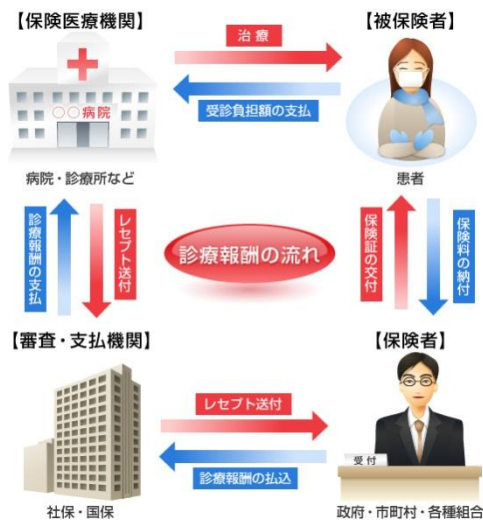 【保険医療機関】
治療
【被保険者】
受診負担額の支払
〇〇病院
病院・診療所など
患者
診療報酬の支払
レセプト送付
診療報酬の流れ
保険証の交付
保険料の納付
【審査・支払機関】
【保険者】
レセプト送付
診療報酬の払込
受付
社保・国保
政府・市町村・各種組合